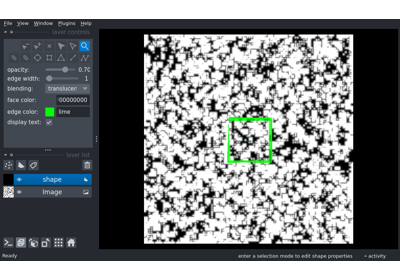 File View Window Plugins Help
layer controls
opacity: 0.70
edge width: 1
blending: translucen
face color: 00000000
edge color: lime
display text:
layer list
shape
Image
Ready
enter a selection mode to edit shape properties
activity